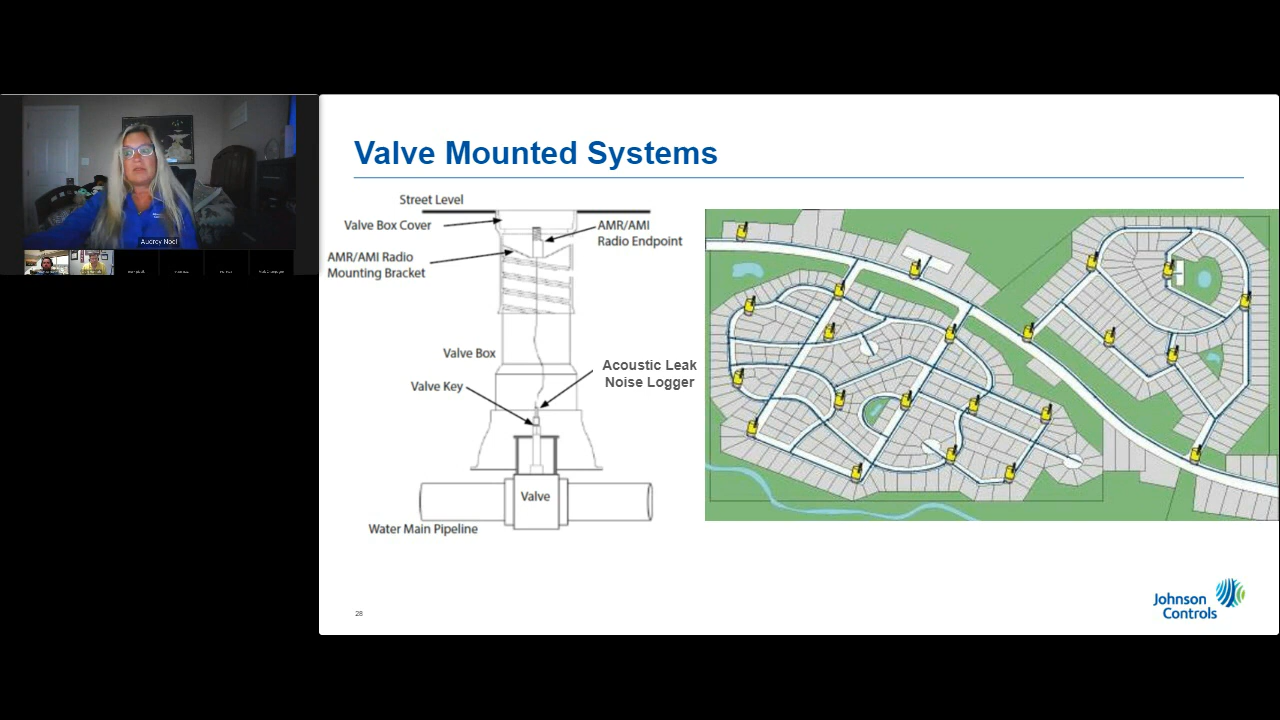 Valve Mounted Systems
Street Level
Valve Box Cover
AMR/AMI
Radio Endpoint
AMR/AMI Radio
Mounting Bracket
Valve Box
Acoustic Leak
Noise Logger
Valve Key
Valve
Water Main Pipeline
28
Johnson
Controls
Audrey Noel